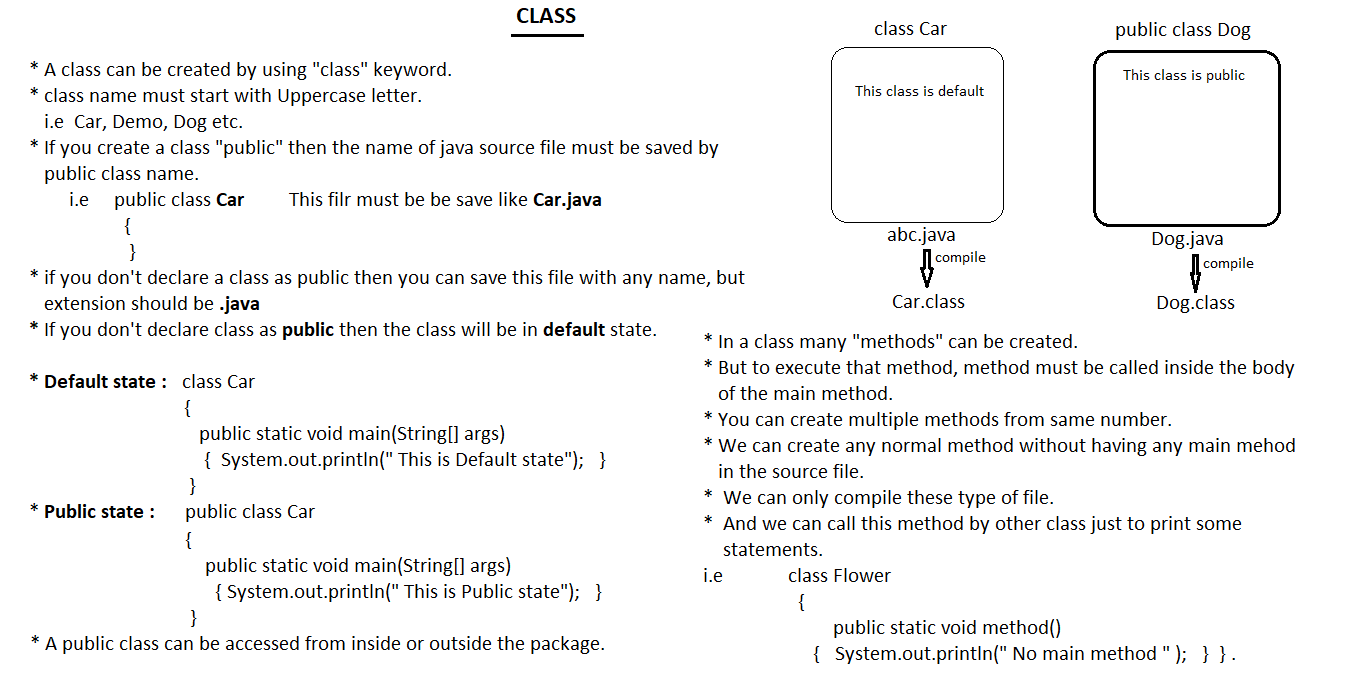 CLASS
* A class can be created by using "class" keyword.
* class name must start with Uppercase letter.
i.e Car, Demo, Dog etc.
* If you create a class "public" then the name of java source file must be saved by
public class name.
i.e public class Car This filr must be be save like Car.java
{
}
* if you don't declare a class as public then you can save this file with any name, but
extension should be .java
* If you don't declare class as public then the class will be in default state.
* Default state : class Car
{
public static void main(String[] args)
{ System.out.println(" This is Default state"); }
}
* Public state : public class Car
{
public static void main(String[] args)
{ System.out.println(" This is Public state"); }
}
* A public class can be accessed from inside or outside the package.
class Car
This class is default
abc.java
compile
Car.class
public class Dog
This class is public
Dog.java
compile
Dog.class
* In a class many "methods" can be created.
* But to execute that method, method must be called inside the body
of the main method.
* You can create multiple methods from same number.
* We can create any normal method without having any main mehod
in the source file.
* We can only compile these type of file.
* And we can call this method by other class just to print some
statements.
i.e class Flower
{
public static void method()
{ System.out.println(" No main method " ); } } .